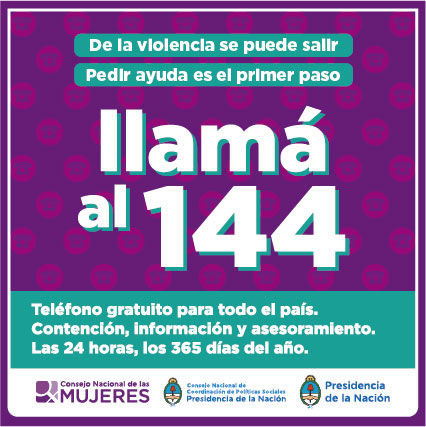 De la violencia se puede salir
Pedir ayuda es el primer paso
llamá
al 144
Teléfono gratuito para todo el país.
Contención, información y asesoramiento.
Las 24 horas, los 365 días del año.
Consejo Nacional de las
MUJERES
Consejo Nacional de
Coordinación de Políticas Sociales
Presidencia de la Nación
Presidencia
de la Nación